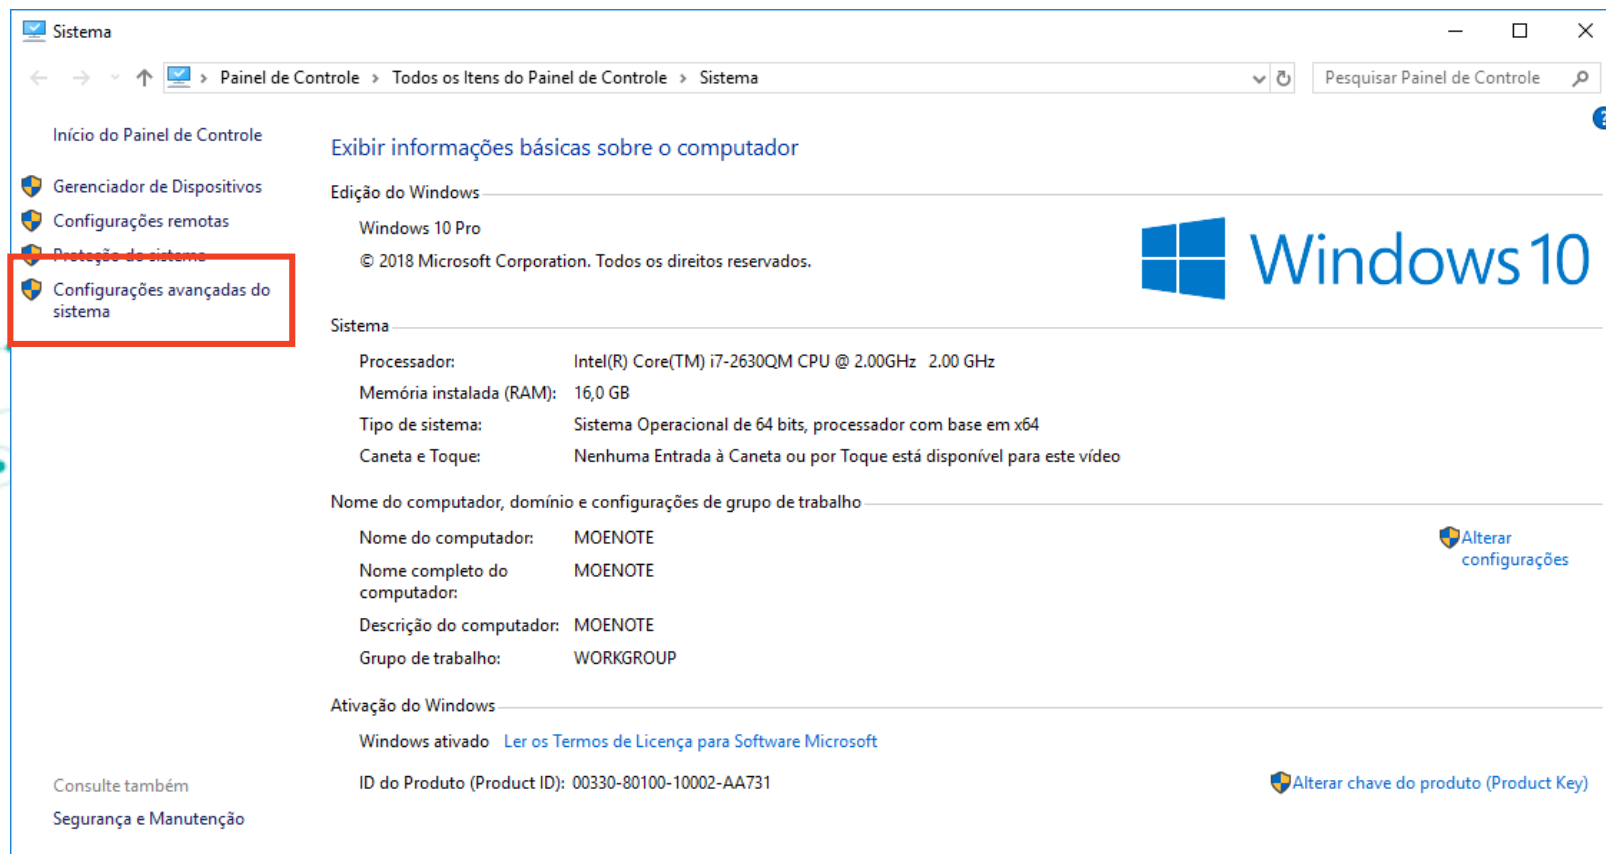 Sistema
Painel de Controle > Todos os Itens do Painel de Controle > Sistema
Pesquisar Painel de Controle
Início do Painel de Controle
Gerenciador de Dispositivos
Configurações remotas
Proteção do sistema
Configurações avançadas do
sistema
Consulte também
Segurança e Manutenção
Exibir informações básicas sobre o computador
Edição do Windows
Windows 10 Pro
© 2018 Microsoft Corporation. Todos os direitos reservados.
Windows 10
Sistema
Processador: Intel(R) Core(TM) i7-2630QM CPU @ 2.00GHz 2.00 GHz
Memória instalada (RAM): 16,0 GB
Tipo de sistema: Sistema Operacional de 64 bits, processador com base em x64
Caneta e Toque: Nenhuma Entrada à Caneta ou por Toque está disponível para este vídeo
Nome do computador, domínio e configurações de grupo de trabalho
Nome do computador: MOENOTE
Nome completo do
computador: MOENOTE
Descrição do computador: MOENOTE
Grupo de trabalho: WORKGROUP
Alterar
configurações
Ativação do Windows
Windows ativado Ler os Termos de Licença para Software Microsoft
ID do Produto (Product ID): 00330-80100-10002-AA731
Alterar chave do produto (Product Key)